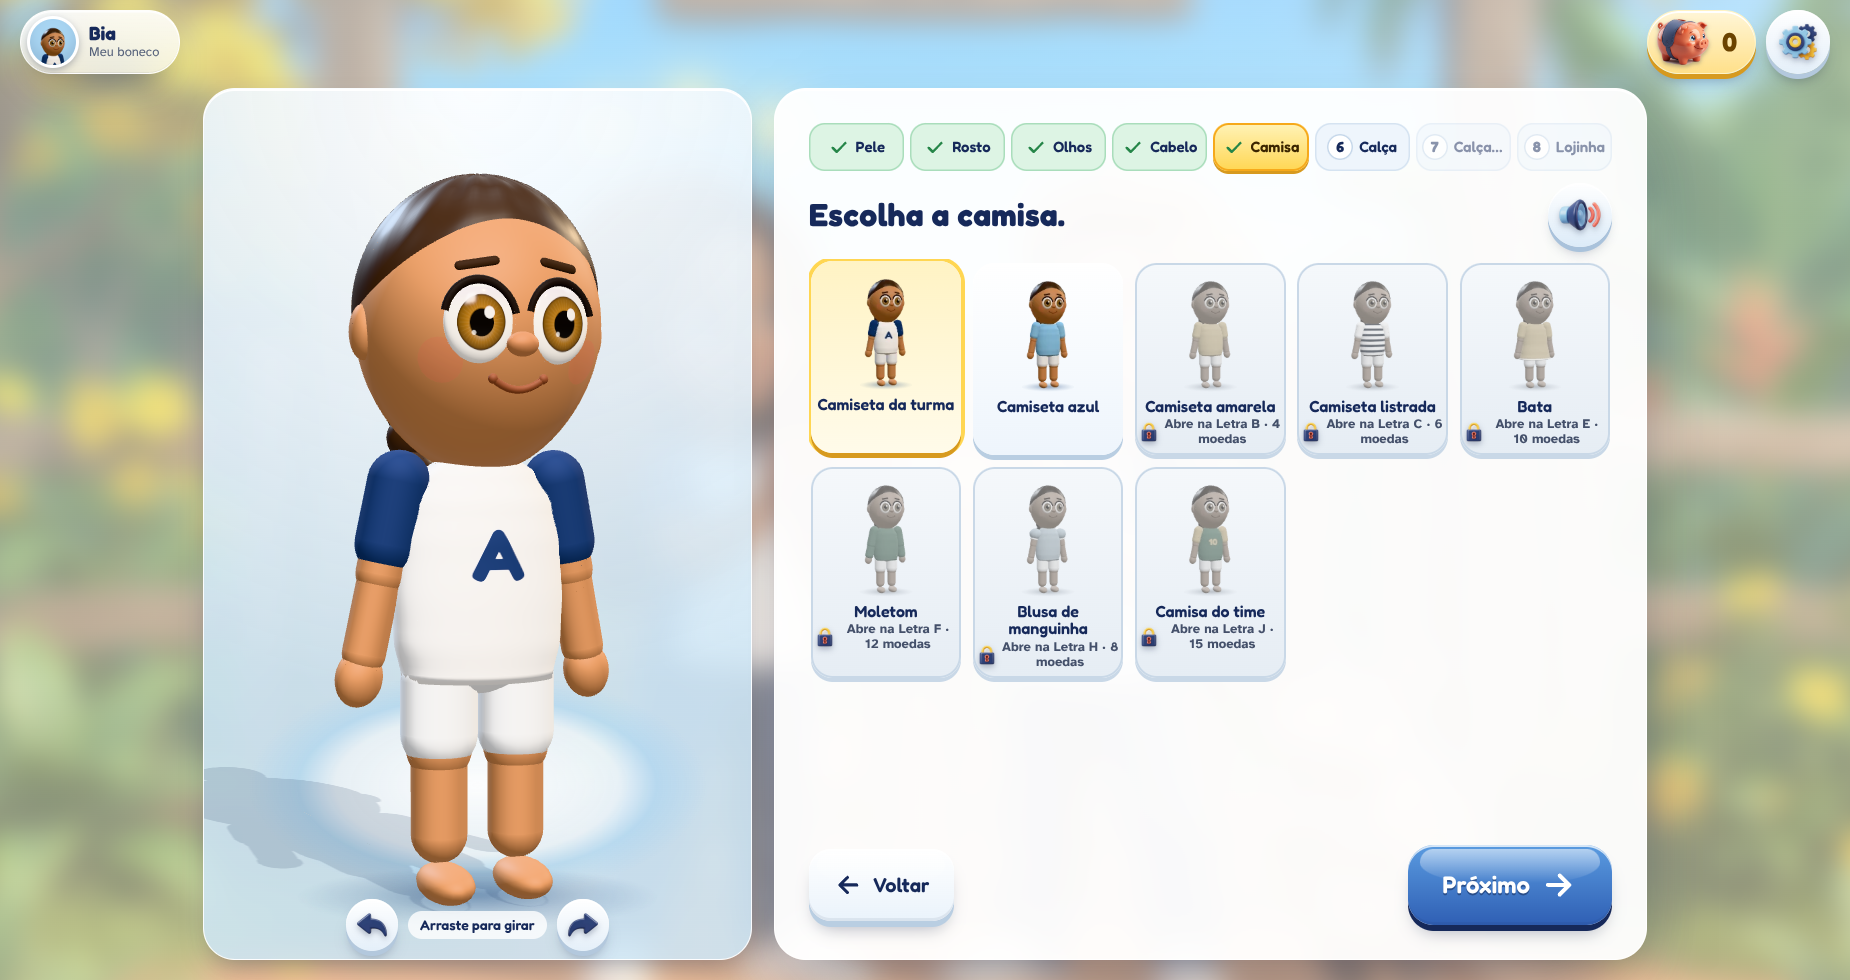 Bia
Meu boneco
0
Pele
Rosto
Olhos
Cabelo
Camisa
6 Calça
7 Calça...
8 Lojinha
Escolha a camisa.
A
Camiseta da turma
Camiseta azul
Camiseta amarela
Abre na Letra B · 4
moedas
Camiseta listrada
Abre na Letra C · 6
moedas
Bata
Abre na Letra E ·
10 moedas
A
Moletom
Abre na Letra F ·
12 moedas
Blusa de
manguinha
Abre na Letra H · 8
moedas
10
Camisa do time
Abre na Letra J ·
15 moedas
Voltar
Próximo
Arraste para girar